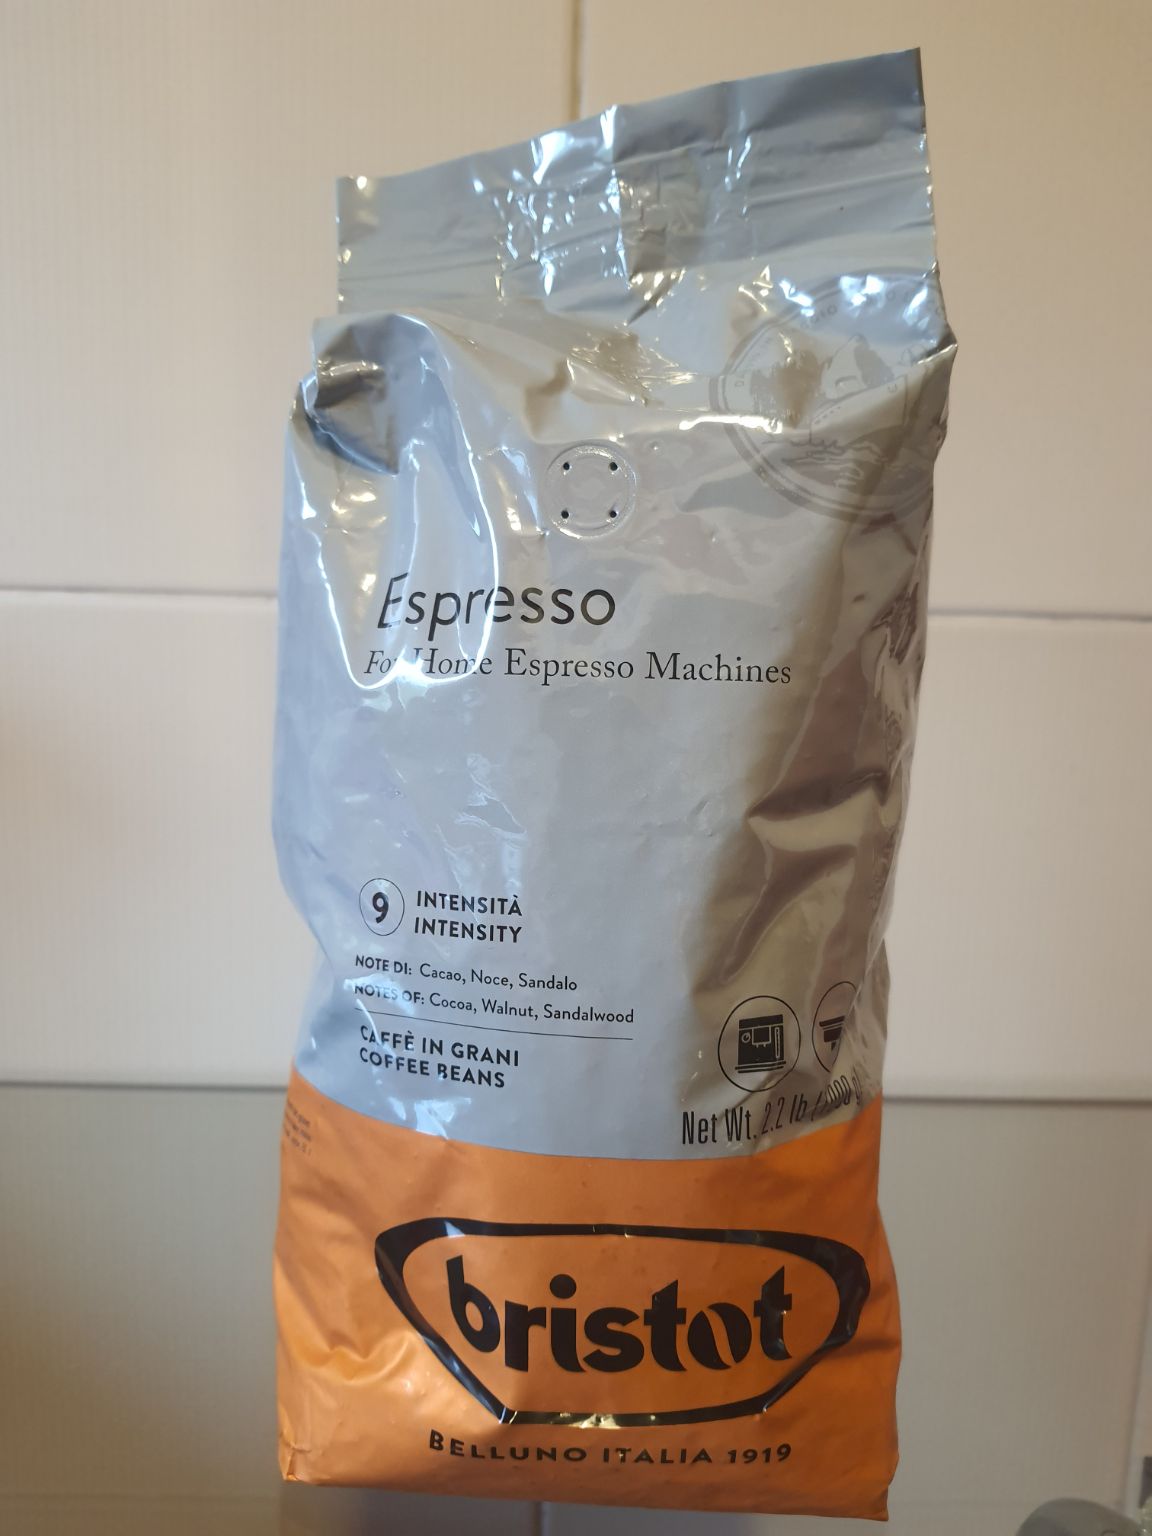 Espresso
For Home Espresso Machines
9
INTENSITÀ
INTENSITY
NOTE DI: Cacao, Noce, Sandalo
NOTES OF: Cocoa, Walnut, Sandalwood
CAFFÈ IN GRANI
COFFEE BEANS
Net Wt. 2.2 lb / 1000 g
bristot
BELLUNO ITALIA 1919